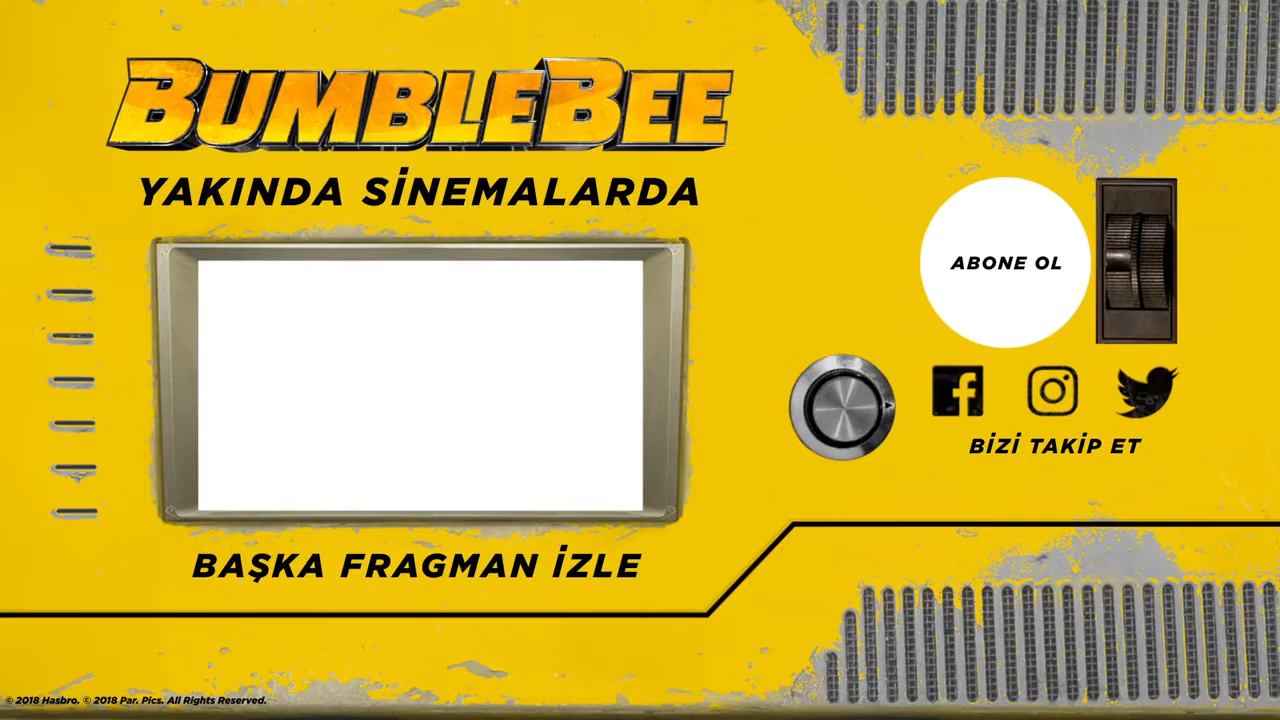 BUMBLEBEE
YAKINDA SİNEMALARDA
ABONE OL
BİZİ TAKİP ET
BAŞKA FRAGMAN İZLE
© 2018 Hasbro. © 2018 Par. Pics. All Rights Reserved.